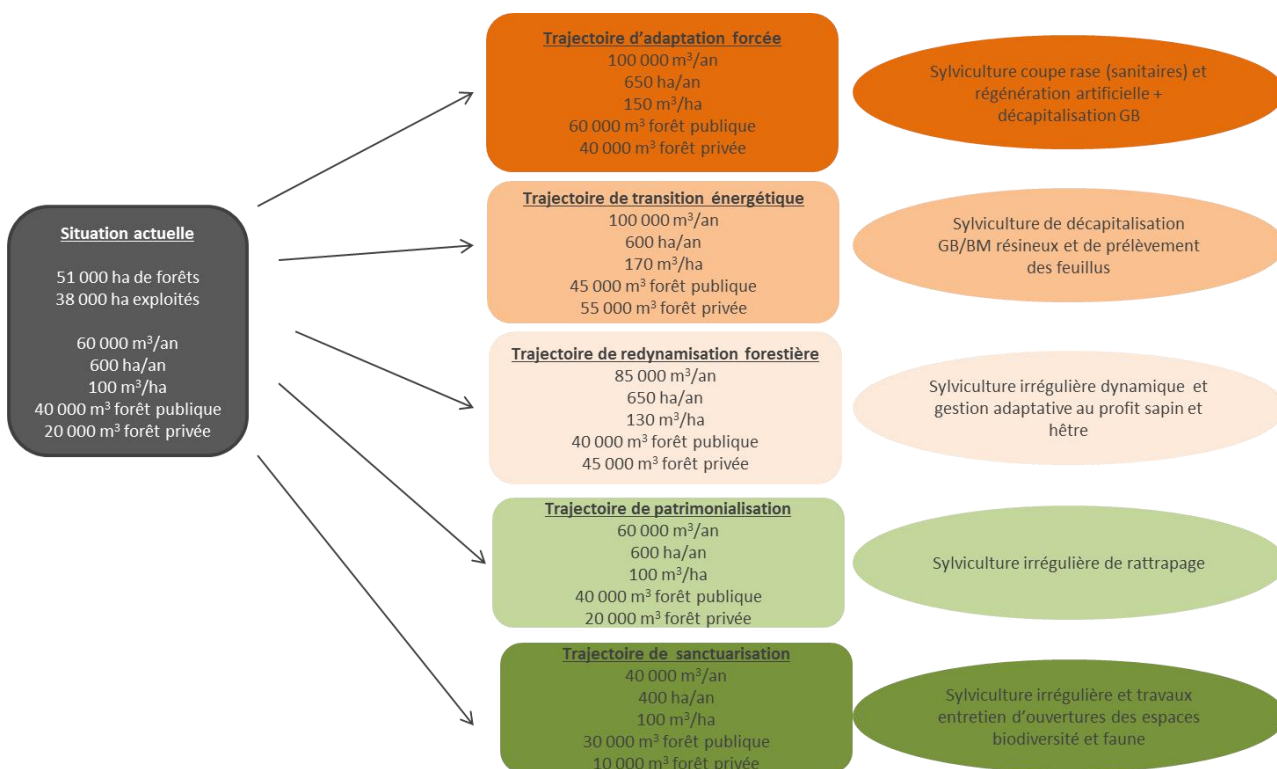 Situation actuelle
51 000 ha de forêts
38 000 ha exploités
60 000 m³/an
600 ha/an
100 m³/ha
40 000 m³ forêt publique
20 000 m³ forêt privée
Trajectoire d'adaptation forcée
100 000 m³/an
650 ha/an
150 m³/ha
60 000 m³ forêt publique
40 000 m³ forêt privée
Sylviculture coupe rase (sanitaires) et
régénération artificielle +
décapitalisation GB
Trajectoire de transition énergétique
100 000 m³/an
600 ha/an
170 m³/ha
45 000 m³ forêt publique
55 000 m³ forêt privée
Sylviculture de décapitalisation
GB/BM résineux et de prélèvement
des feuillus
Trajectoire de redynamisation forestière
85 000 m³/an
650 ha/an
130 m³/ha
40 000 m³ forêt publique
45 000 m³ forêt privée
Sylviculture irrégulière dynamique et
gestion adaptative au profit sapin et
hêtre
Trajectoire de patrimonialisation
60 000 m³/an
600 ha/an
100 m³/ha
40 000 m³ forêt publique
20 000 m³ forêt privée
Sylviculture irrégulière de rattrapage
Trajectoire de sanctuarisation
40 000 m³/an
400 ha/an
100 m³/ha
30 000 m³ forêt publique
10 000 m³ forêt privée
Sylviculture irrégulière et travaux
entretien d'ouvertures des espaces
biodiversité et faune